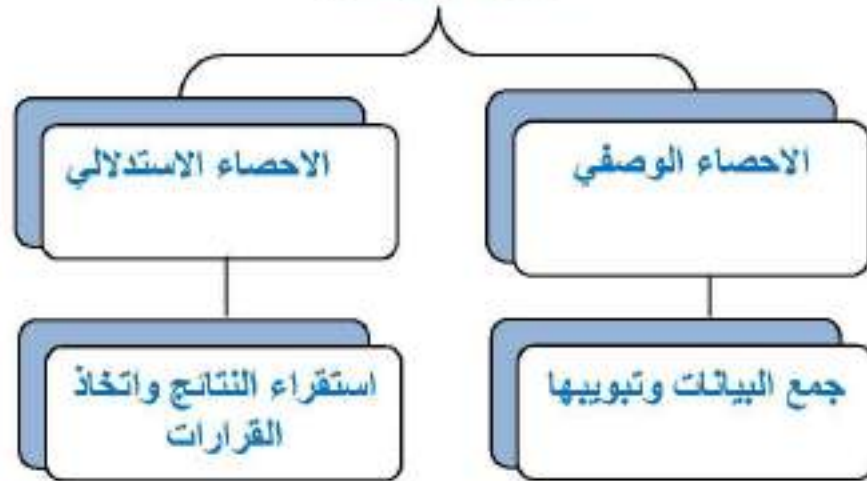 الاحصاء الوصفي
الاحصاء الاستدلالي
جمع البيانات وتبويبها
استقراء النتائج واتخاذ
القرارات